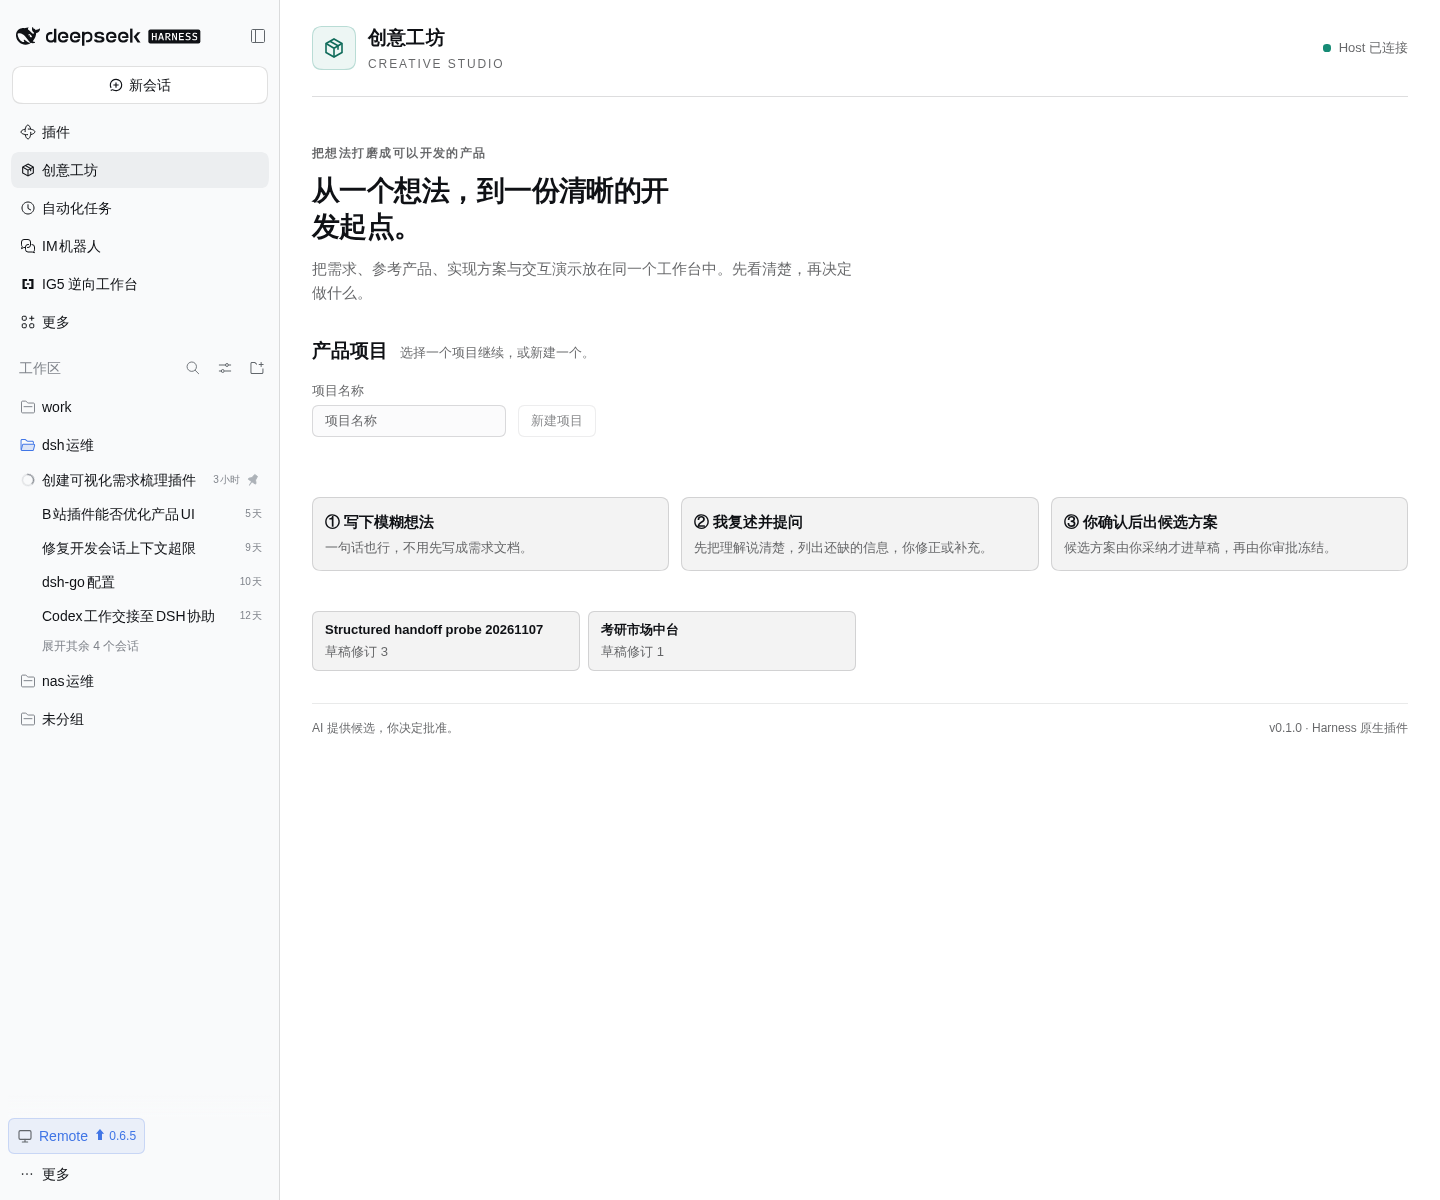 deepseek HARNESS
新会话
插件
创意工坊
自动化任务
IM机器人
IG5 逆向工作台
更多
工作区
work
dsh运维
创建可视化需求梳理插件 3小时
B站插件能否优化产品UI 5天
修复开发会话上下文超限 9天
dsh-go配置 10天
Codex工作交接至DSH协助 12天
展开其余 4 个会话
nas运维
未分组
Remote 0.6.5
更多
创意工坊
CREATIVE STUDIO
Host 已连接
把想法打磨成可以开发的产品
从一个想法，到一份清晰的开
发起点。
把需求、参考产品、实现方案与交互演示放在同一个工作台中。先看清楚，再决定
做什么。
产品项目 选择一个项目继续，或新建一个。
项目名称
项目名称 新建项目
① 写下模糊想法
一句话也行，不用先写成需求文档。
② 我复述并提问
先把理解说清楚，列出还缺的信息，你修正或补充。
③ 你确认后出候选方案
候选方案由你采纳才进草稿，再由你审批冻结。
Structured handoff probe 20261107
草稿修订 3
考研市场中台
草稿修订 1
AI 提供候选，你决定批准。
v0.1.0 · Harness 原生插件